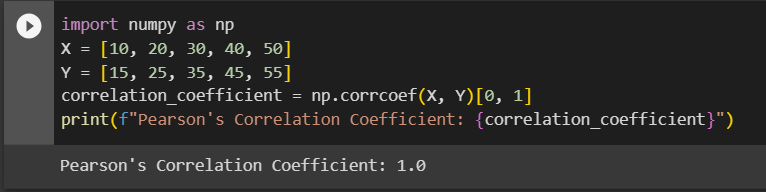 import numpy as np
X = [10, 20, 30, 40, 50]
Y = [15, 25, 35, 45, 55]
correlation_coefficient = np.corrcoef(X, Y)[0, 1]
print(f"Pearson's Correlation Coefficient: {correlation_coefficient}")
Pearson's Correlation Coefficient: 1.0